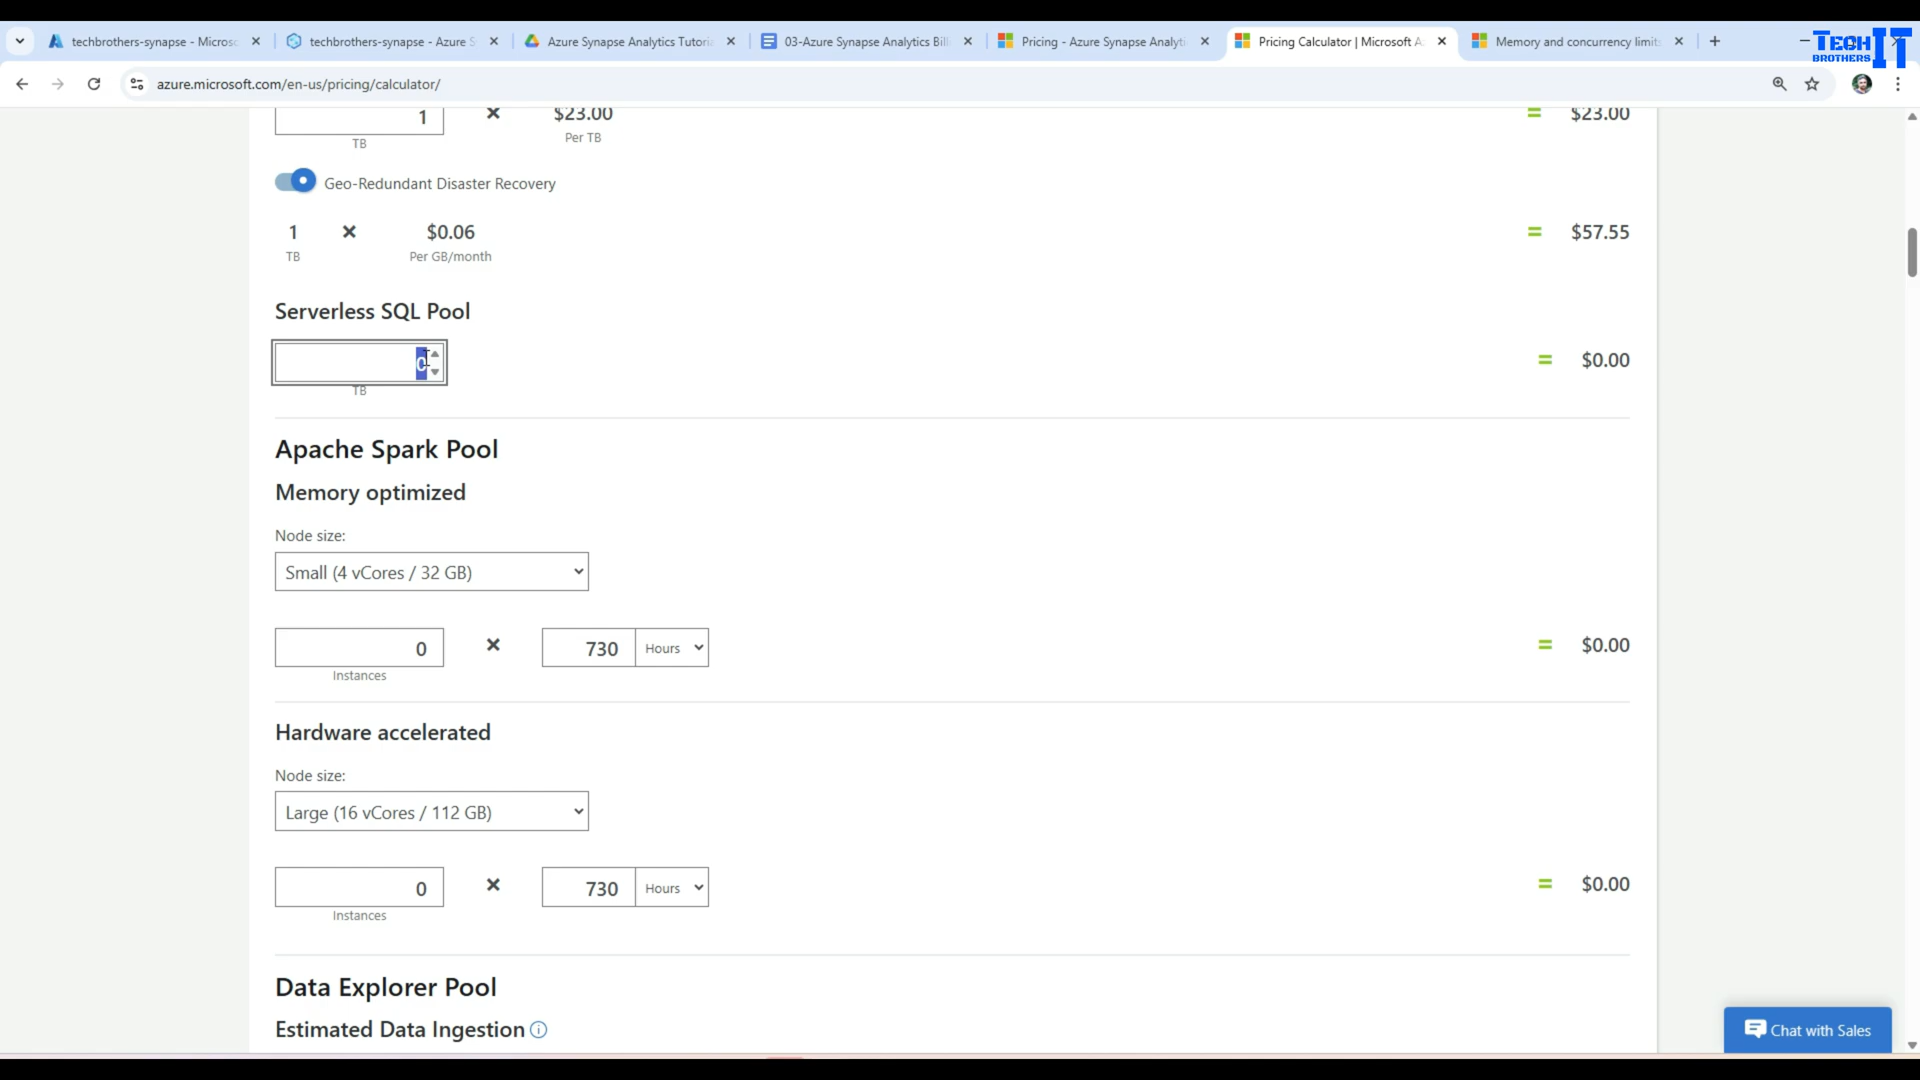 techbrothers-synapse - Microso
techbrothers-synapse - Azure S
Azure Synapse Analytics Tutoria
03-Azure Synapse Analytics Bill
Pricing - Azure Synapse Analyti
Pricing Calculator | Microsoft A
Memory and concurrency limit
TECH IT
BROTHERS
azure.microsoft.com/en-us/pricing/calculator/
1 × $23.00 = $23.00
TB Per TB
Geo-Redundant Disaster Recovery
1 × $0.06 = $57.55
TB Per GB/month
Serverless SQL Pool
0 = $0.00
TB
Apache Spark Pool
Memory optimized
Node size:
Small (4 vCores / 32 GB)
0 × 730 Hours = $0.00
Instances
Hardware accelerated
Node size:
Large (16 vCores / 112 GB)
0 × 730 Hours = $0.00
Instances
Data Explorer Pool
Estimated Data Ingestion
Chat with Sales